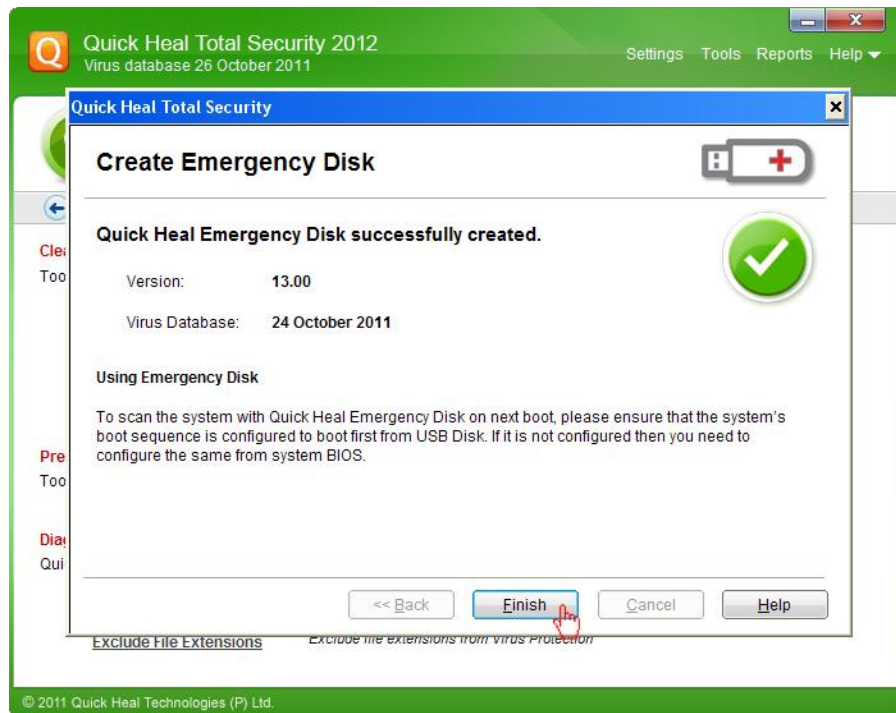 Quick Heal Total Security 2012
Virus database 26 October 2011
Settings Tools Reports Help
Quick Heal Total Security
Create Emergency Disk
Quick Heal Emergency Disk successfully created.
Version: 13.00
Virus Database: 24 October 2011
Using Emergency Disk
To scan the system with Quick Heal Emergency Disk on next boot, please ensure that the system's
boot sequence is configured to boot first from USB Disk. If it is not configured then you need to
configure the same from system BIOS.
<< Back Finish Cancel Help
Exclude File Extensions Exclude file extensions from Virus Protection
© 2011 Quick Heal Technologies (P) Ltd.